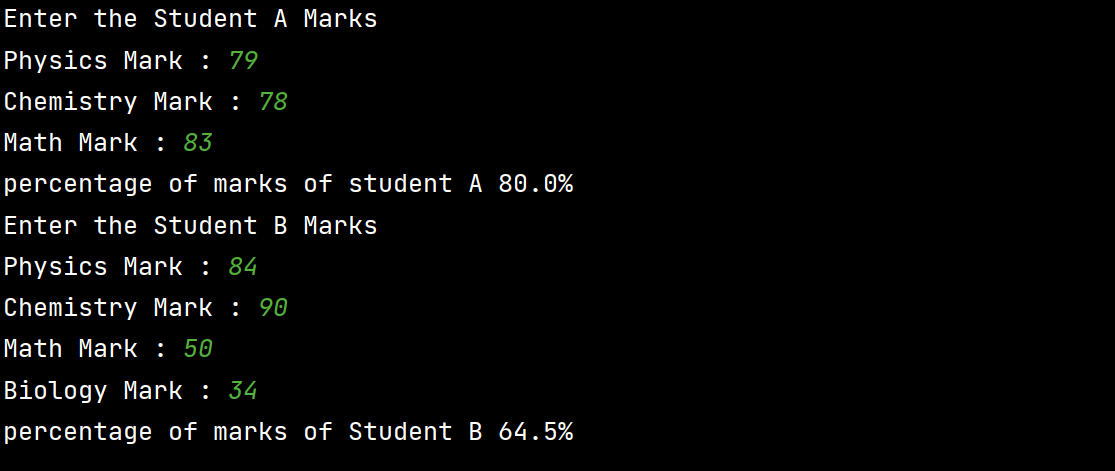 Enter the Student A Marks
Physics Mark : 79
Chemistry Mark : 78
Math Mark : 83
percentage of marks of student A 80.0%
Enter the Student B Marks
Physics Mark : 84
Chemistry Mark : 90
Math Mark : 50
Biology Mark : 34
percentage of marks of Student B 64.5%